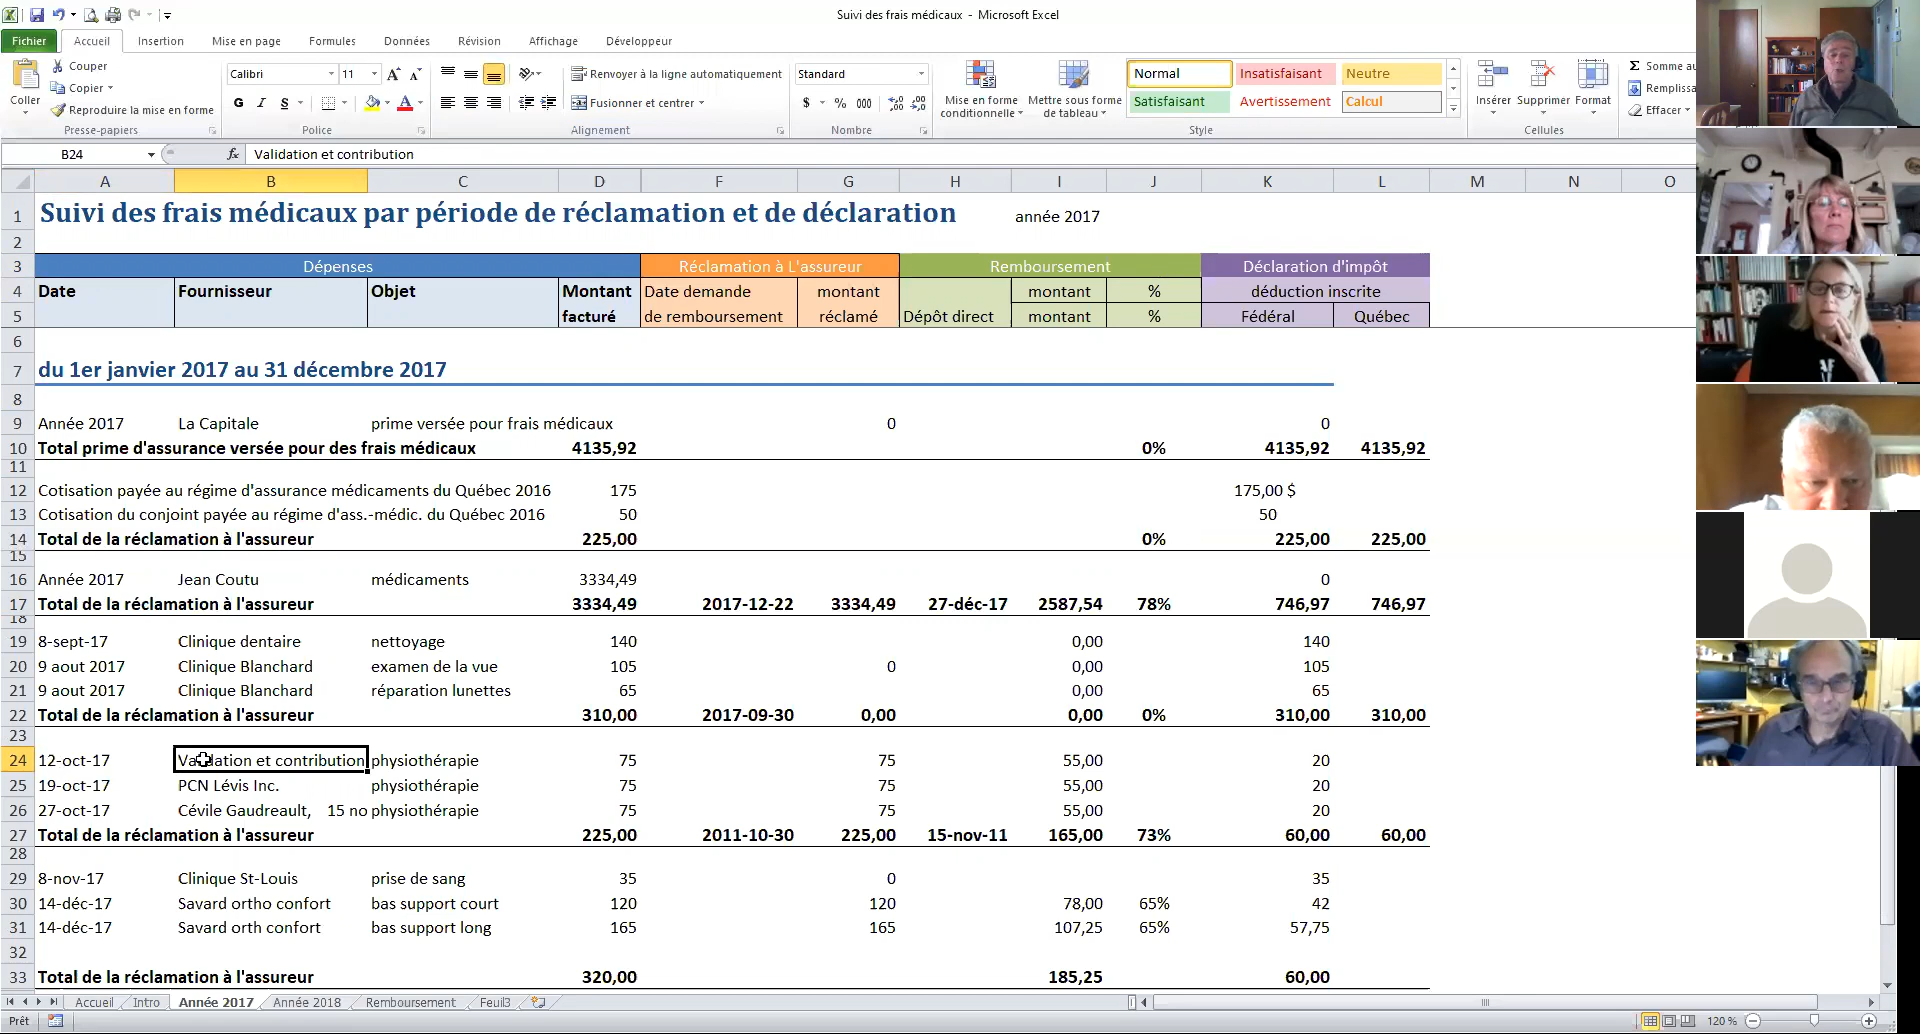 Suivi des frais médicaux - Microsoft Excel
Fichier Accueil Insertion Mise en page Formules Données Révision Affichage Développeur
Coller
Couper
Copier
Reproduire la mise en forme
Presse-papiers
Calibri 11
G I S
Police
Renvoyer à la ligne automatiquement
Fusionner et centrer
Alignement
Standard
$ % 000
Nombre
Mise en forme conditionnelle
Mettre sous forme de tableau
Normal Insatisfaisant Neutre
Satisfaisant Avertissement Calcul
Style
Insérer Supprimer Format
Cellules
Σ Somme au
Remplissa
Effacer
B24 fx Validation et contribution
A B C D F G H I J K L M N O
1 Suivi des frais médicaux par période de réclamation et de déclaration année 2017
2
3 Dépenses Réclamation à L'assureur Remboursement Déclaration d'impôt
4 Date Fournisseur Objet Montant Date demande montant montant % déduction inscrite
5 facturé de remboursement réclamé Dépôt direct montant % Fédéral Québec
6
7 du 1er janvier 2017 au 31 décembre 2017
8
9 Année 2017 La Capitale prime versée pour frais médicaux 0 0
10 Total prime d'assurance versée pour des frais médicaux 4135,92 0% 4135,92 4135,92
11
12 Cotisation payée au régime d'assurance médicaments du Québec 2016 175 175,00 $
13 Cotisation du conjoint payée au régime d'ass.-médic. du Québec 2016 50 50
14 Total de la réclamation à l'assureur 225,00 0% 225,00 225,00
15
16 Année 2017 Jean Coutu médicaments 3334,49 0
17 Total de la réclamation à l'assureur 3334,49 2017-12-22 3334,49 27-déc-17 2587,54 78% 746,97 746,97
18
19 8-sept-17 Clinique dentaire nettoyage 140 0,00 140
20 9 aout 2017 Clinique Blanchard examen de la vue 105 0 0,00 105
21 9 aout 2017 Clinique Blanchard réparation lunettes 65 0,00 65
22 Total de la réclamation à l'assureur 310,00 2017-09-30 0,00 0,00 0% 310,00 310,00
23
24 12-oct-17 Validation et contribution physiothérapie 75 75 55,00 20
25 19-oct-17 PCN Lévis Inc. physiothérapie 75 75 55,00 20
26 27-oct-17 Cévile Gaudreault, 15 no physiothérapie 75 75 55,00 20
27 Total de la réclamation à l'assureur 225,00 2011-10-30 225,00 15-nov-11 165,00 73% 60,00 60,00
28
29 8-nov-17 Clinique St-Louis prise de sang 35 0 35
30 14-déc-17 Savard ortho confort bas support court 120 120 78,00 65% 42
31 14-déc-17 Savard orth confort bas support long 165 165 107,25 65% 57,75
32
33 Total de la réclamation à l'assureur 320,00 185,25 60,00
Accueil Intro Année 2017 Année 2018 Remboursement Feuil3
Prêt 120 %